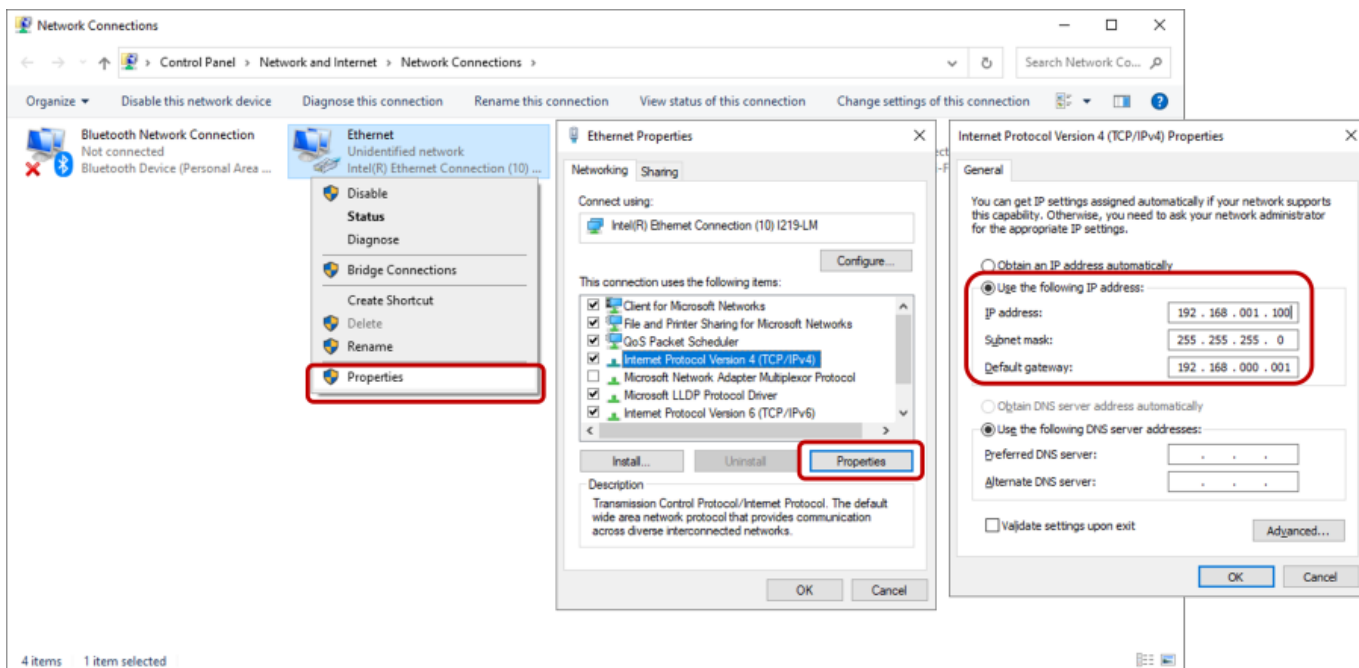 Network Connections
Control Panel › Network and Internet › Network Connections ›
Search Network Co...
Organize
Disable this network device
Diagnose this connection
Rename this connection
View status of this connection
Change settings of this connection
Bluetooth Network Connection
Not connected
Bluetooth Device (Personal Area ...
Ethernet
Unidentified network
Intel(R) Ethernet Connection (10) ...
Disable
Status
Diagnose
Bridge Connections
Create Shortcut
Delete
Rename
Properties
Ethernet Properties
Networking
Sharing
Connect using:
Intel(R) Ethernet Connection (10) I219-LM
Configure...
This connection uses the following items:
Client for Microsoft Networks
File and Printer Sharing for Microsoft Networks
QoS Packet Scheduler
Internet Protocol Version 4 (TCP/IPv4)
Microsoft Network Adapter Multiplexor Protocol
Microsoft LLDP Protocol Driver
Internet Protocol Version 6 (TCP/IPv6)
Install...
Uninstall
Properties
Description
Transmission Control Protocol/Internet Protocol. The default
wide area network protocol that provides communication
across diverse interconnected networks.
OK
Cancel
Internet Protocol Version 4 (TCP/IPv4) Properties
General
You can get IP settings assigned automatically if your network supports
this capability. Otherwise, you need to ask your network administrator
for the appropriate IP settings.
Obtain an IP address automatically
Use the following IP address:
IP address:
192 . 168 . 001 . 100
Subnet mask:
255 . 255 . 255 . 0
Default gateway:
192 . 168 . 000 . 001
Obtain DNS server address automatically
Use the following DNS server addresses:
Preferred DNS server:
. . .
Alternate DNS server:
. . .
Validate settings upon exit
Advanced...
OK
Cancel
4 items
1 item selected